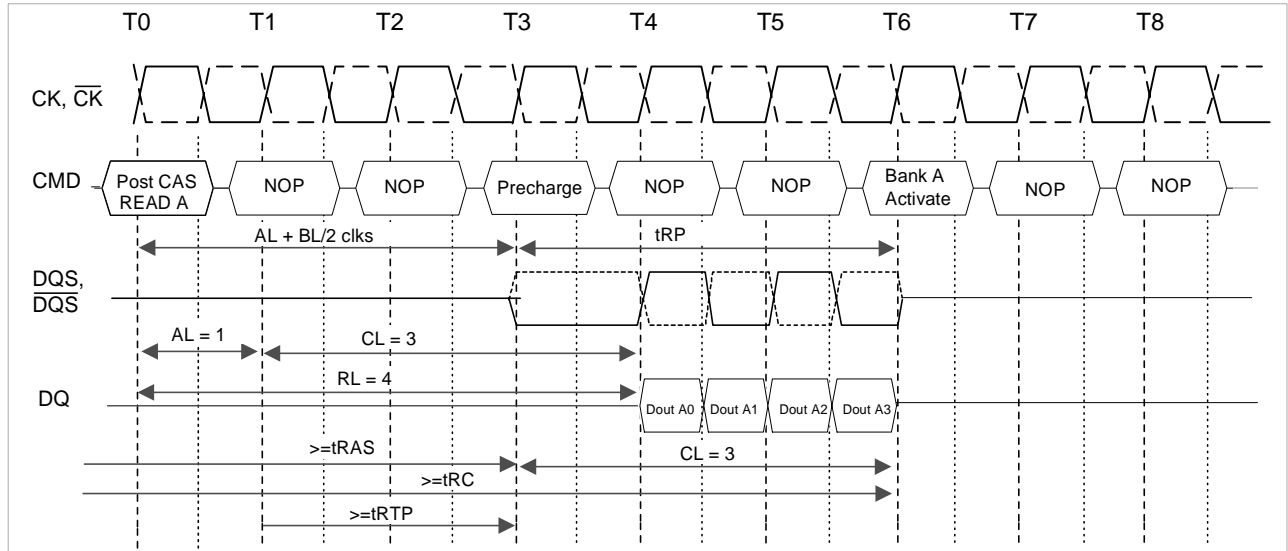 T0 T1 T2 T3 T4 T5 T6 T7 T8
CK, CK
CMD
Post CAS
READ A
NOP
NOP
Precharge
NOP
NOP
Bank A
Activate
NOP
NOP
AL + BL/2 clks
tRP
DQS,
DQS
AL = 1
CL = 3
RL = 4
DQ
Dout A0
Dout A1
Dout A2
Dout A3
>=tRAS
CL = 3
>=tRC
>=tRTP